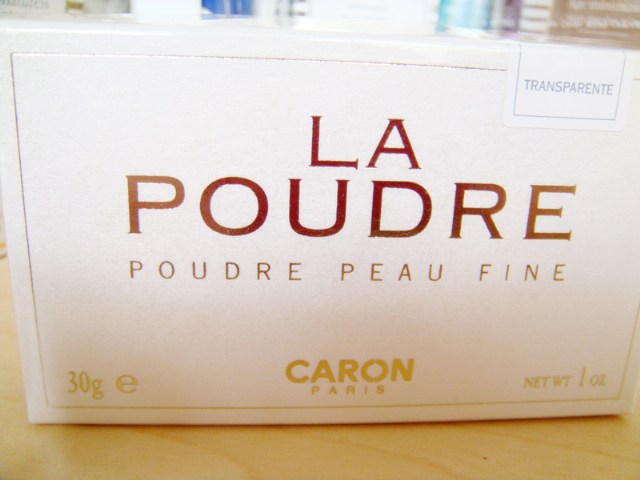 TRANSPARENTE
LA
POUDRE
POUDRE PEAU FINE
30g e
CARON
PARIS
NET WT 1 OZ